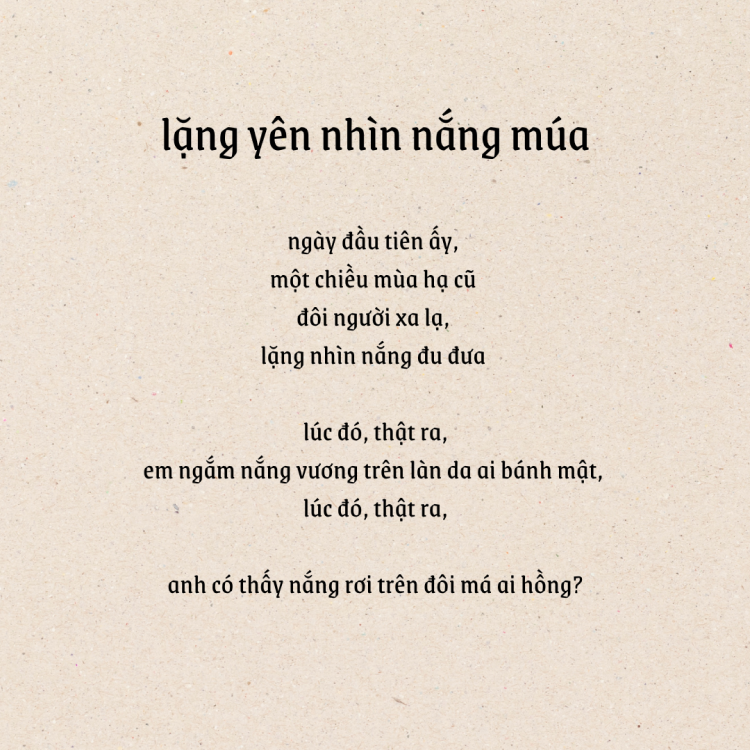 lặng yên nhìn nắng múa
ngày đầu tiên ấy,
một chiều mùa hạ cũ
đôi người xa lạ,
lặng nhìn nắng đu đưa
lúc đó, thật ra,
em ngắm nắng vương trên làn da ai bánh mật,
lúc đó, thật ra,
anh có thấy nắng rơi trên đôi má ai hồng?